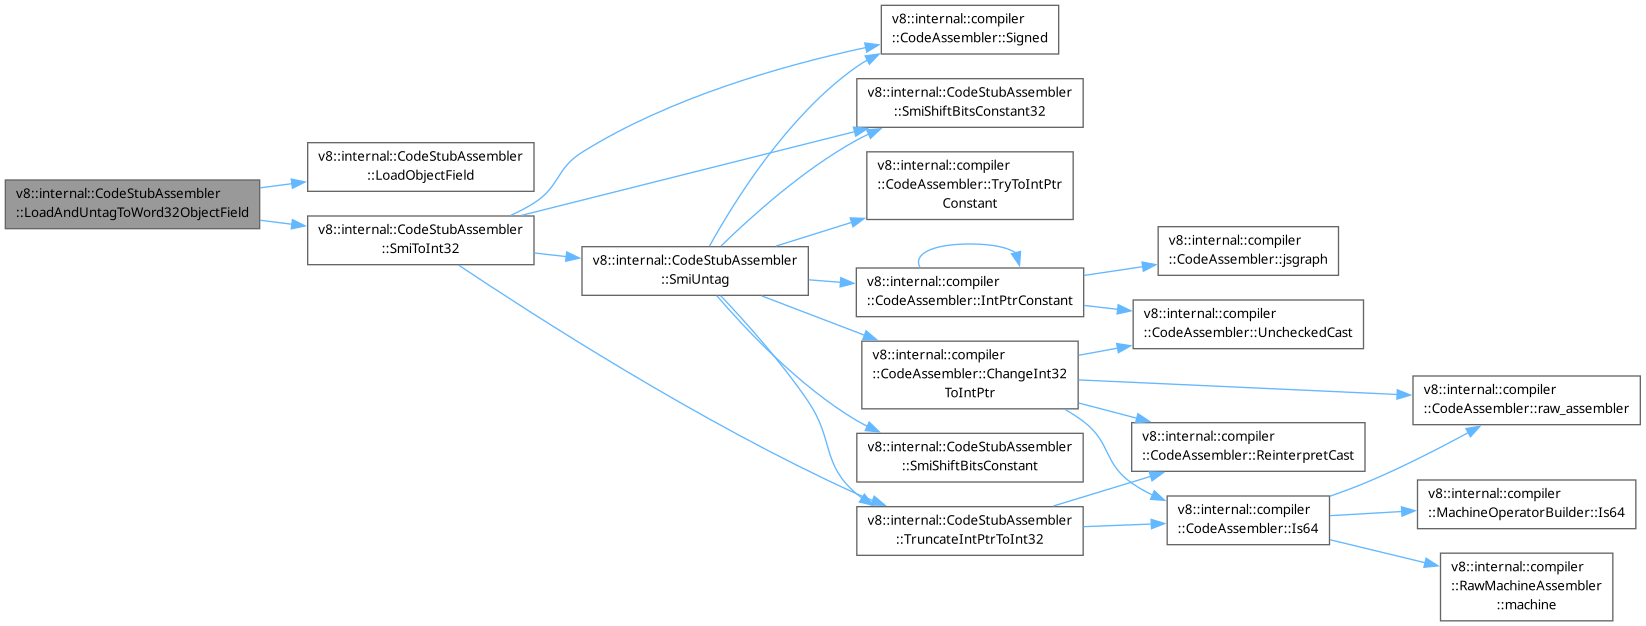 v8::internal::compiler
::CodeAssembler::Signed
v8::internal::CodeStubAssembler
::SmiShiftBitsConstant32
v8::internal::CodeStubAssembler
::LoadObjectField
v8::internal::compiler
::CodeAssembler::TryToIntPtr
Constant
v8::internal::CodeStubAssembler
::LoadAndUntagToWord32ObjectField
v8::internal::CodeStubAssembler
::SmiToInt32
v8::internal::CodeStubAssembler
::SmiUntag
v8::internal::compiler
::CodeAssembler::IntPtrConstant
v8::internal::compiler
::CodeAssembler::jsgraph
v8::internal::compiler
::CodeAssembler::UncheckedCast
v8::internal::compiler
::CodeAssembler::ChangeInt32
ToIntPtr
v8::internal::compiler
::CodeAssembler::raw_assembler
v8::internal::compiler
::CodeAssembler::ReinterpretCast
v8::internal::CodeStubAssembler
::SmiShiftBitsConstant
v8::internal::compiler
::CodeAssembler::Is64
v8::internal::compiler
::MachineOperatorBuilder::Is64
v8::internal::CodeStubAssembler
::TruncateIntPtrToInt32
v8::internal::compiler
::RawMachineAssembler
::machine